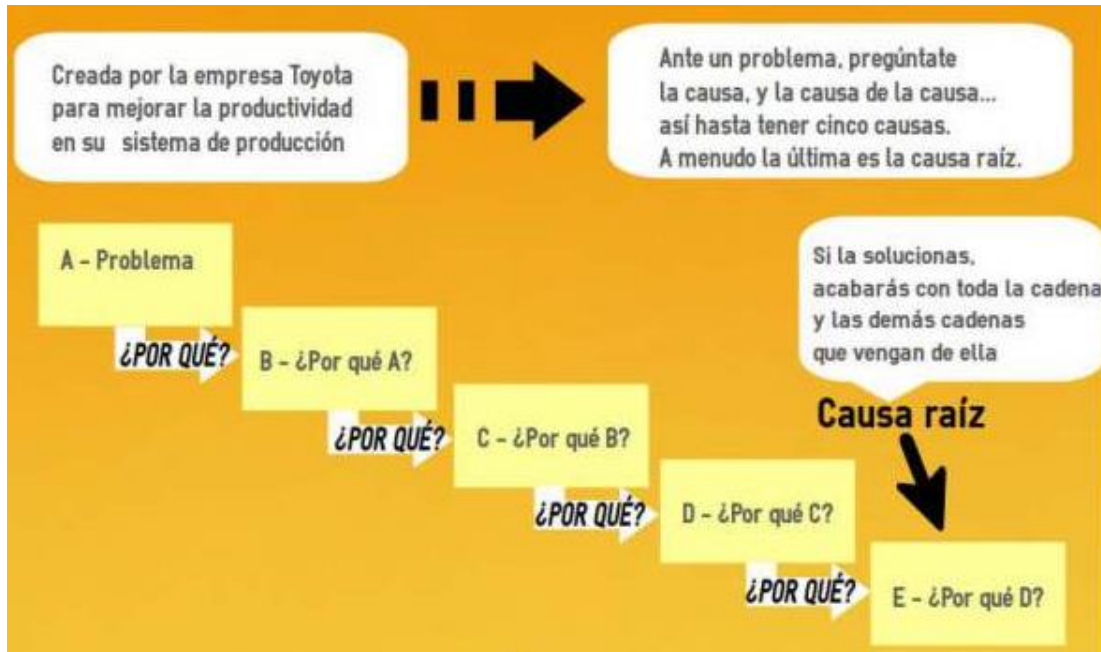 Creada por la empresa Toyota
para mejorar la productividad
en su sistema de producción
Ante un problema, pregúntate
la causa, y la causa de la causa...
así hasta tener cinco causas.
A menudo la última es la causa raíz.
A - Problema
¿POR QUÉ?
B - ¿Por qué A?
¿POR QUÉ?
C - ¿Por qué B?
¿POR QUÉ?
D - ¿Por qué C?
¿POR QUÉ?
E - ¿Por qué D?
Si la solucionas,
acabarás con toda la cadena
y las demás cadenas
que vengan de ella
Causa raíz